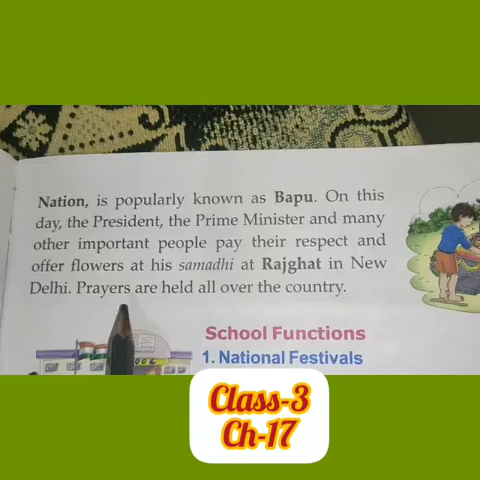 Nation, is popularly known as Bapu. On this
day, the President, the Prime Minister and many
other important people pay their respect and
offer flowers at his samadhi at Rajghat in New
Delhi. Prayers are held all over the country.
School Functions
1. National Festivals
Class-3
Ch-17